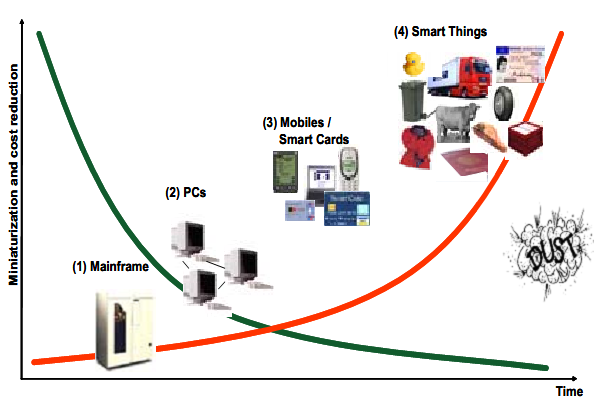 (4) Smart Things
(3) Mobiles /
Smart Cards
(2) PCs
(1) Mainframe
DUST
Miniaturization and cost reduction
Time